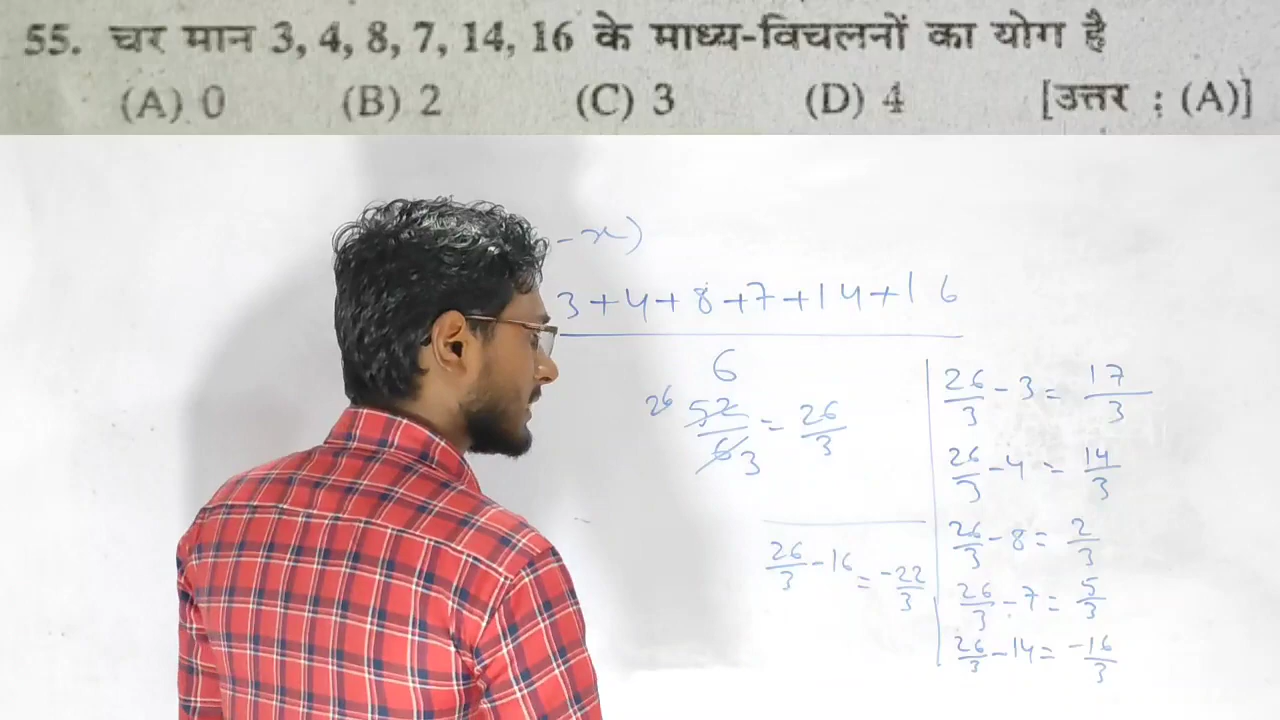 55. चर मान 3, 4, 8, 7, 14, 16 के माध्य-विचलनों का योग है
(A) 0 (B) 2 (C) 3 (D) 4 [उत्तर : (A)]
- x)
3 + 4 + 8 + 7 + 14 + 16
6
26 52/6 3 = 26/3
26/3 - 16 = -22/3
26/3 - 3 = 17/3
26/3 - 4 = 14/3
26/3 - 8 = 2/3
26/3 - 7 = 5/3
26/3 - 14 = -16/3